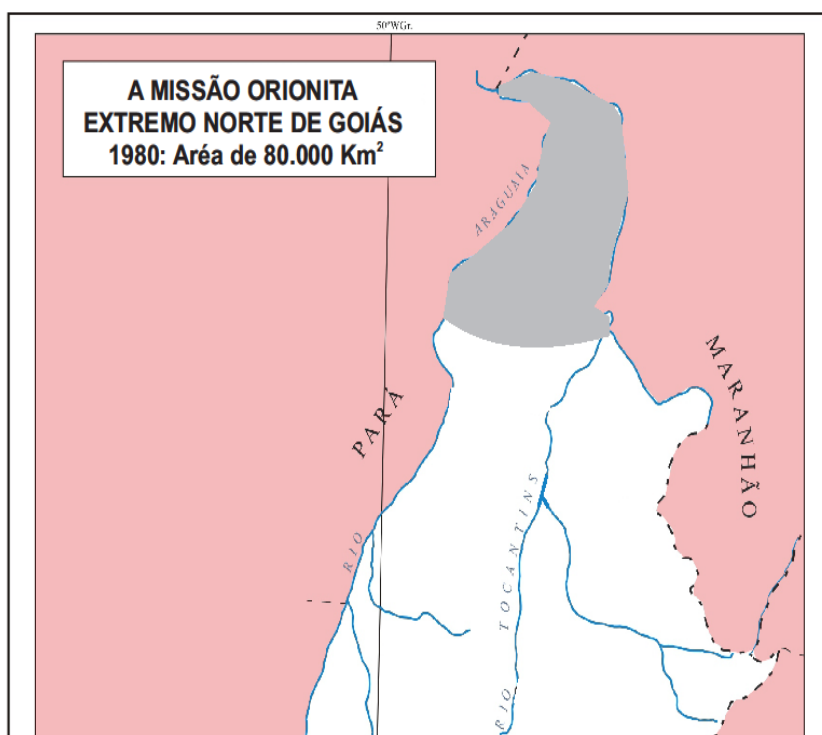 50°WGr.
A MISSÃO ORIONITA
EXTREMO NORTE DE GOIÁS
1980: Aréa de 80.000 Km²
ARAGUAIA
MARANHÃO
PARÁ
RIO
TOCANTINS
RIO